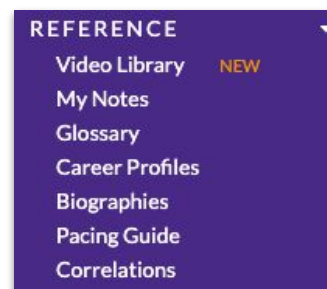 REFERENCE
Video Library NEW
My Notes
Glossary
Career Profiles
Biographies
Pacing Guide
Correlations